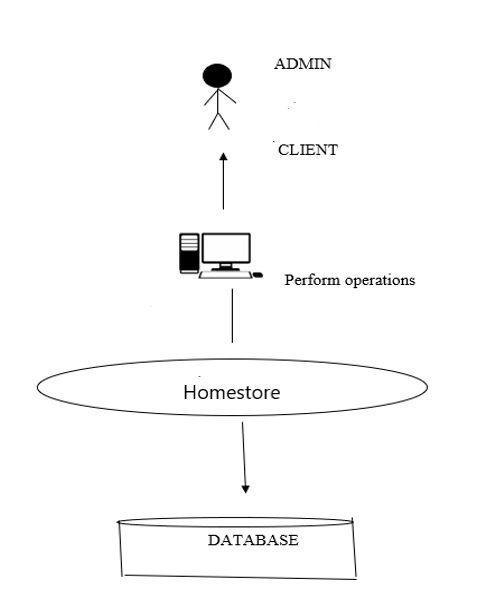 ADMIN
CLIENT
Perform operations
Homestore
DATABASE